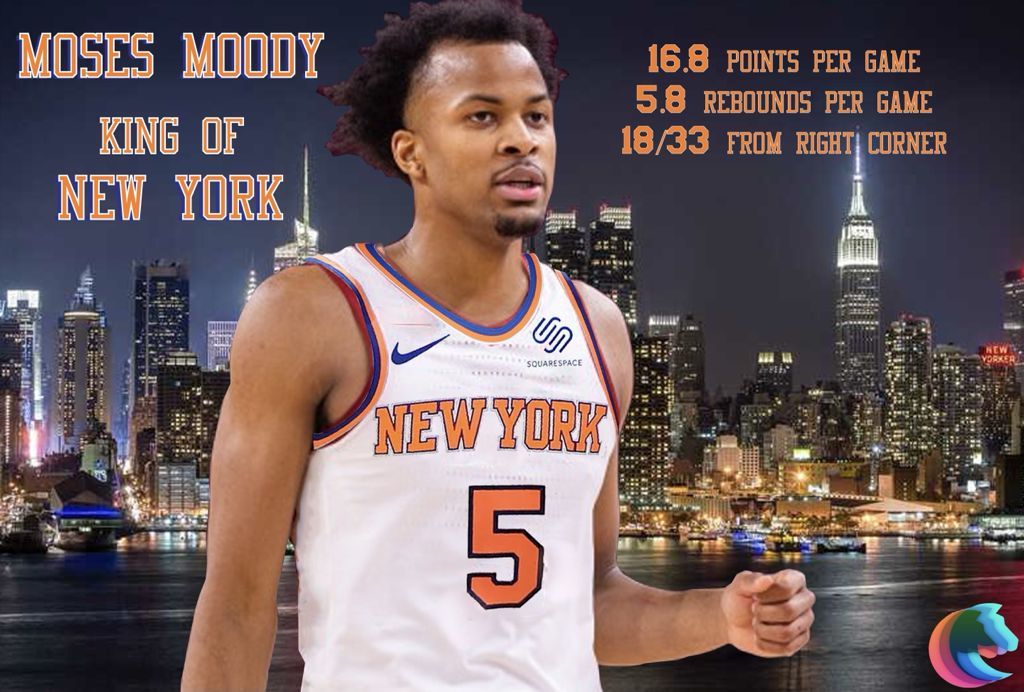 MOSES MOODY
KING OF
NEW YORK
16.8 POINTS PER GAME
5.8 REBOUNDS PER GAME
18/33 FROM RIGHT CORNER
SQUARESPACE
NEW YORK
5
NEW
YORKER